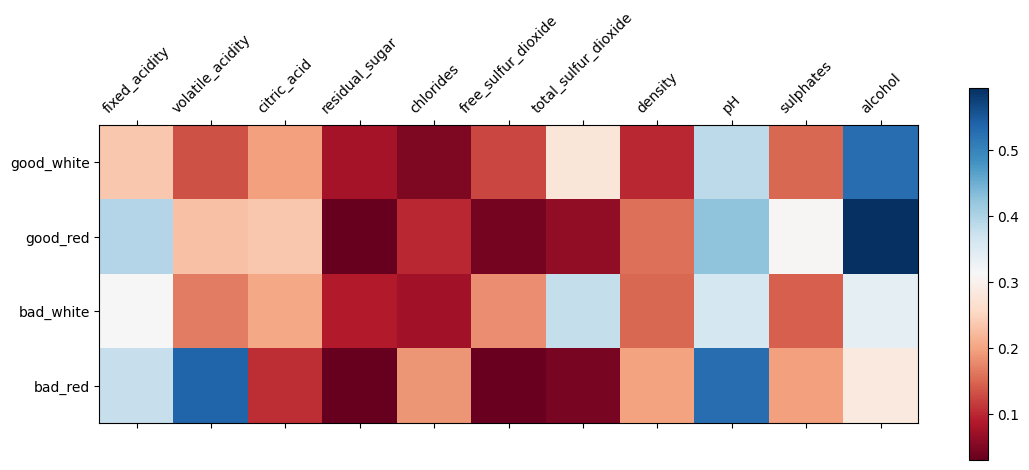 fixed_acidity
volatile_acidity
citric_acid
residual_sugar
chlorides
free_sulfur_dioxide
total_sulfur_dioxide
density
pH
sulphates
alcohol
good_white
good_red
bad_white
bad_red
0.5
0.4
0.3
0.2
0.1